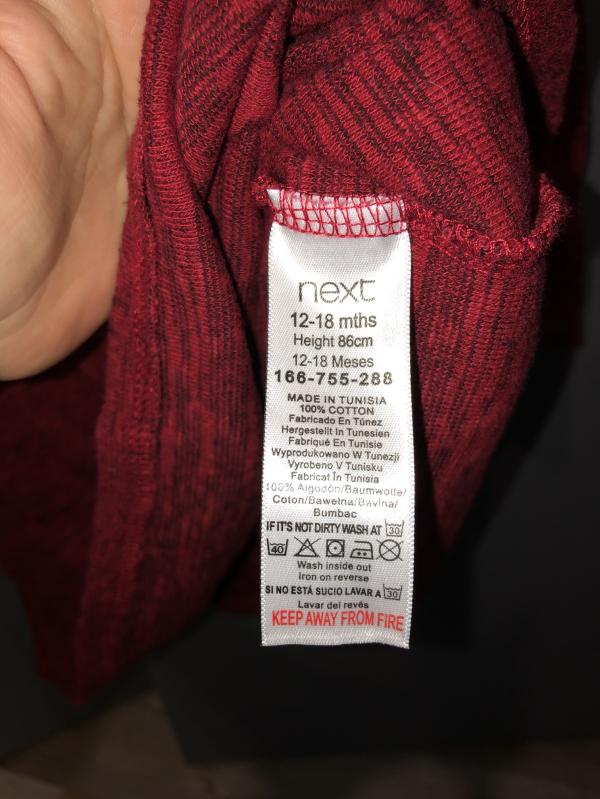 next
12-18 mths
Height 86cm
12-18 Meses
166-755-288
MADE IN TUNISIA
100% COTTON
Fabricado En Túnez
Hergestellt In Tunesien
Fabriqué En Tunisie
Wyprodukowano W Tunezji
Vyrobeno V Tunisku
Fabricat În Tunisia
100% Algodón/Baumwolle/
Coton/Bawełna/Bavlna/
Bumbac
IF IT'S NOT DIRTY WASH AT 30
40
Wash inside out
Iron on reverse
SI NO ESTÁ SUCIO LAVAR A 30
Lavar del revés
KEEP AWAY FROM FIRE